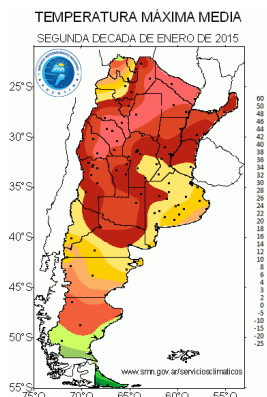 TEMPERATURA MÁXIMA MEDIA
SEGUNDA DECADA DE ENERO DE 2015
25°S
30°S
35°S
40°S
45°S
50°S
55°S
75°O
70°O
65°O
60°O
55°O
60
50
48
46
44
42
40
38
36
34
32
30
28
26
24
22
20
18
16
14
12
10
8
6
4
3
2
0
-5
-10
-15
-20
-25
www.smn.gov.ar/serviciosclimaticos
smn